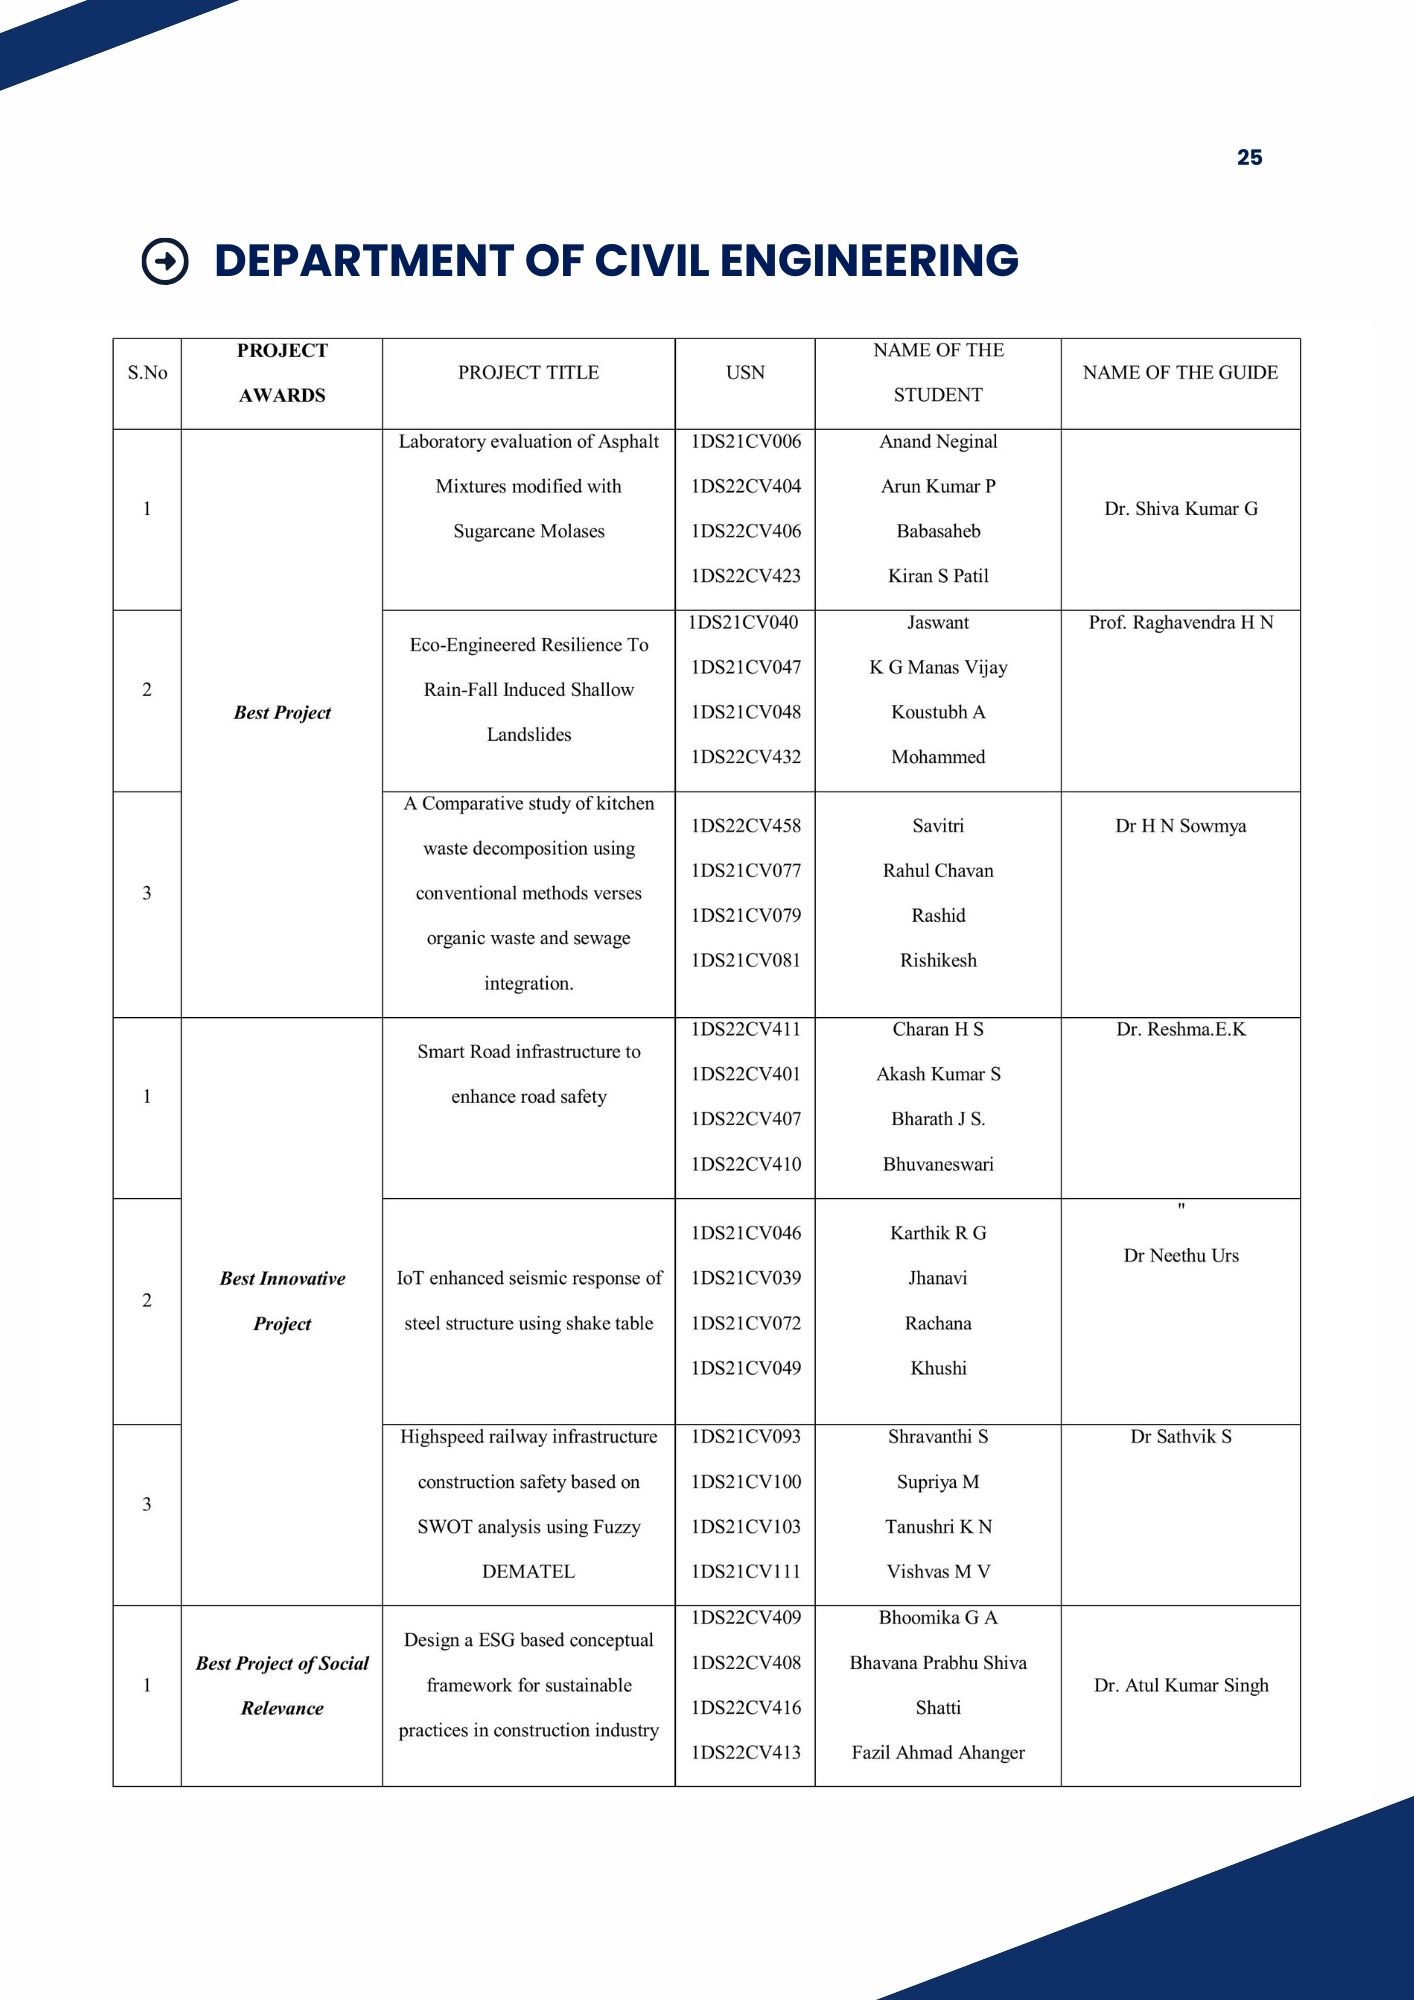 25
DEPARTMENT OF CIVIL ENGINEERING
S.No
PROJECT
AWARDS
PROJECT TITLE
USN
NAME OF THE
STUDENT
NAME OF THE GUIDE
1
Best Project
Laboratory evaluation of Asphalt
Mixtures modified with
Sugarcane Molases
1DS21CV006
1DS22CV404
1DS22CV406
1DS22CV423
Anand Neginal
Arun Kumar P
Babasaheb
Kiran S Patil
Dr. Shiva Kumar G
2
Eco-Engineered Resilience To
Rain-Fall Induced Shallow
Landslides
1DS21CV040
1DS21CV047
1DS21CV048
1DS22CV432
Jaswant
K G Manas Vijay
Koustubh A
Mohammed
Prof. Raghavendra H N
3
A Comparative study of kitchen
waste decomposition using
conventional methods verses
organic waste and sewage
integration.
1DS22CV458
1DS21CV077
1DS21CV079
1DS21CV081
Savitri
Rahul Chavan
Rashid
Rishikesh
Dr H N Sowmya
1
Best Innovative
Project
Smart Road infrastructure to
enhance road safety
1DS22CV411
1DS22CV401
1DS22CV407
1DS22CV410
Charan H S
Akash Kumar S
Bharath J S.
Bhuvaneswari
Dr. Reshma.E.K
2
IoT enhanced seismic response of
steel structure using shake table
1DS21CV046
1DS21CV039
1DS21CV072
1DS21CV049
Karthik R G
Jhanavi
Rachana
Khushi
"
Dr Neethu Urs
3
Highspeed railway infrastructure
construction safety based on
SWOT analysis using Fuzzy
DEMATEL
1DS21CV093
1DS21CV100
1DS21CV103
1DS21CV111
Shravanthi S
Supriya M
Tanushri K N
Vishvas M V
Dr Sathvik S
1
Best Project of Social
Relevance
Design a ESG based conceptual
framework for sustainable
practices in construction industry
1DS22CV409
1DS22CV408
1DS22CV416
1DS22CV413
Bhoomika G A
Bhavana Prabhu Shiva
Shatti
Fazil Ahmad Ahanger
Dr. Atul Kumar Singh